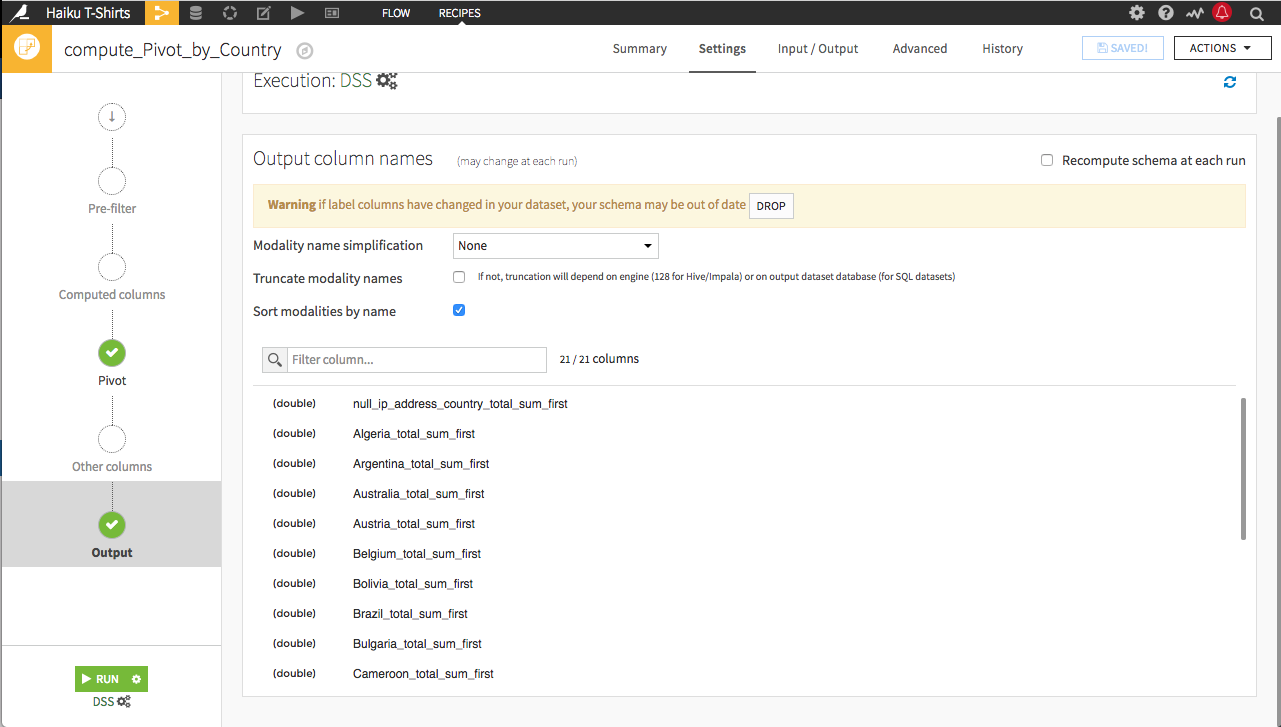 Haiku T-Shirts FLOW RECIPES
compute_Pivot_by_Country Summary Settings Input / Output Advanced History SAVED! ACTIONS
Execution: DSS
Pre-filter
Computed columns
Pivot
Other columns
Output
RUN
DSS
Output column names (may change at each run) Recompute schema at each run
Warning if label columns have changed in your dataset, your schema may be out of date DROP
Modality name simplification None
Truncate modality names If not, truncation will depend on engine (128 for Hive/Impala) or on output dataset database (for SQL datasets)
Sort modalities by name
Filter column... 21 / 21 columns
(double) null_ip_address_country_total_sum_first
(double) Algeria_total_sum_first
(double) Argentina_total_sum_first
(double) Australia_total_sum_first
(double) Austria_total_sum_first
(double) Belgium_total_sum_first
(double) Bolivia_total_sum_first
(double) Brazil_total_sum_first
(double) Bulgaria_total_sum_first
(double) Cameroon_total_sum_first